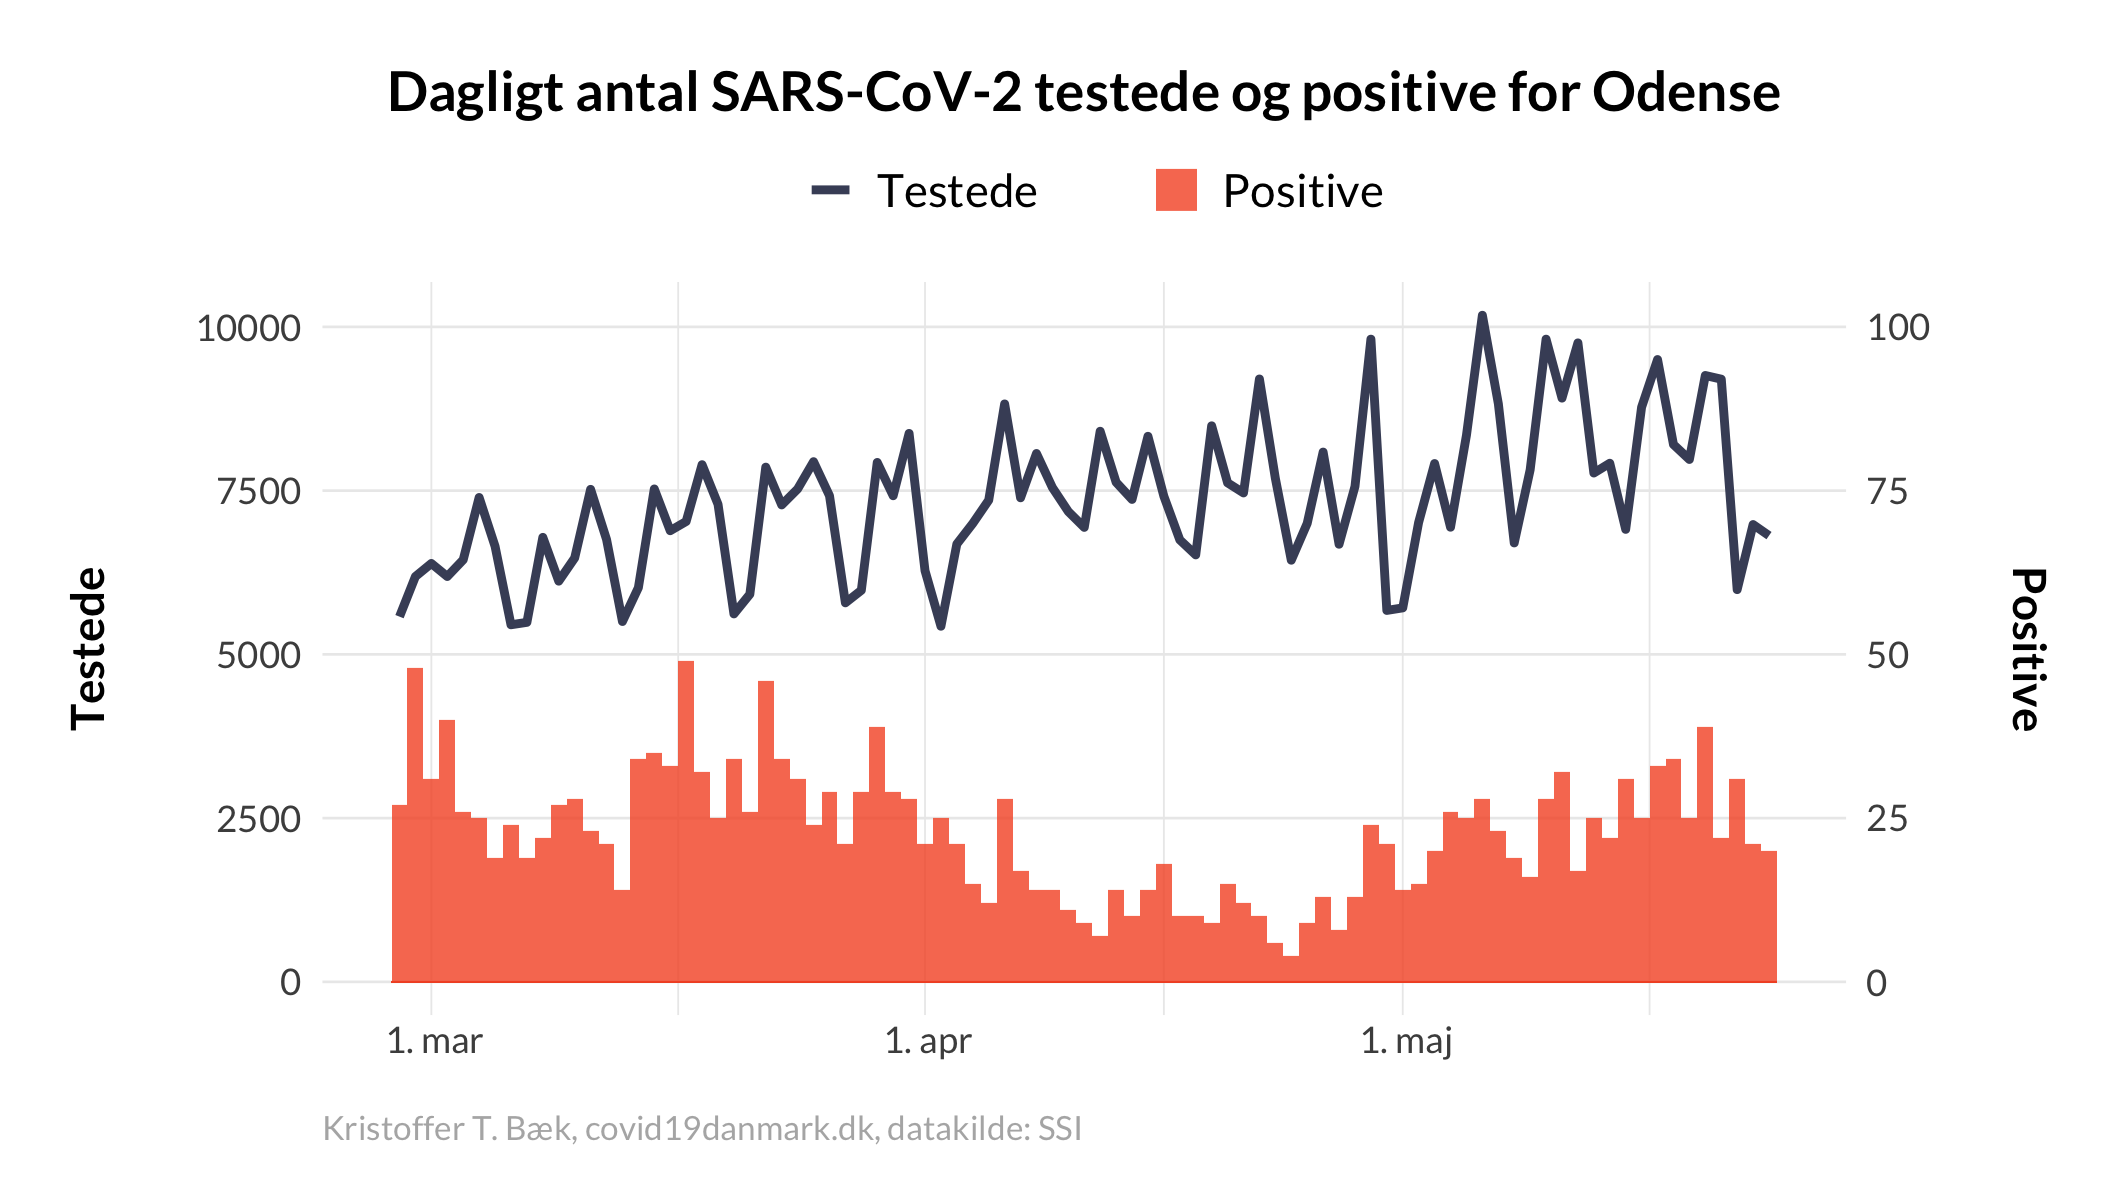 Dagligt antal SARS-CoV-2 testede og positive for Odense
Testede
Positive
10000
7500
5000
2500
0
Testede
100
75
50
25
0
Positive
1. mar
1. apr
1. maj
Kristoffer T. Bæk, covid19danmark.dk, datakilde: SSI